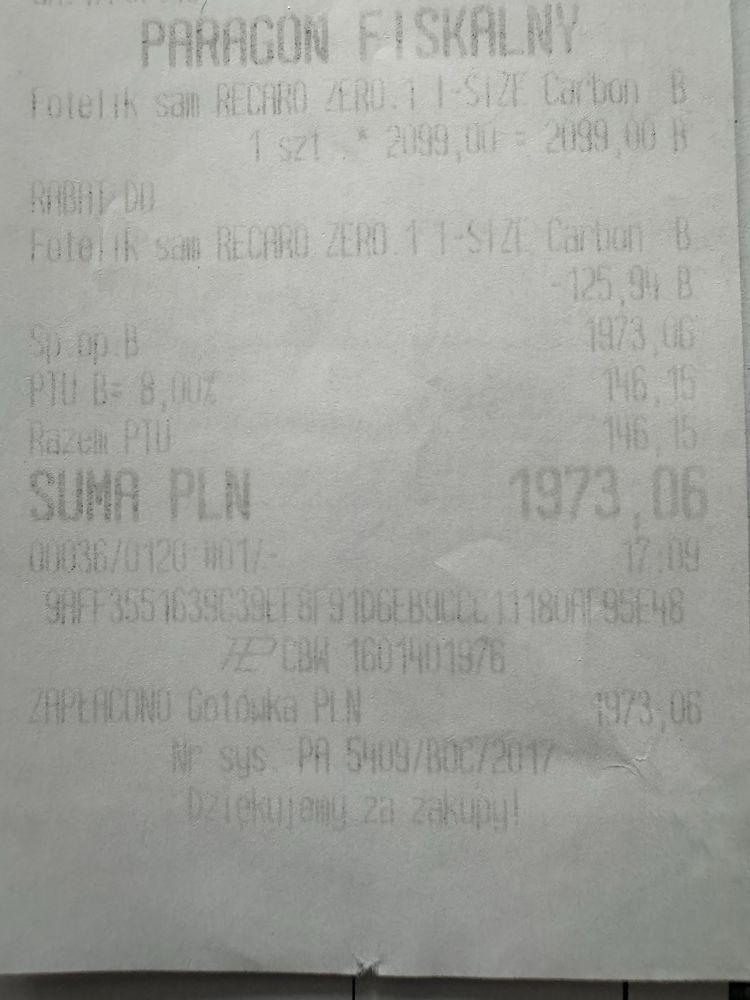 PARAGON FISKALNY
Fotelik sam RECARO ZERO.1 I-SIZE Carbon B
1 szt. * 2099,00 = 2099,00 B
RABAT DO
Fotelik sam RECARO ZERO.1 I-SIZE Carbon B
-125,94 B
Sp.op.B 1973,06
PTU B= 8,00% 146,15
Razem PTU 146,15
SUMA PLN 1973,06
00036/0120 #01/- 17:09
CBW 1601401976
ZAPŁACONO Gotówka PLN 1973,06
Nr sys. PA 5409/BOC/2017
Dziękujemy za zakupy!